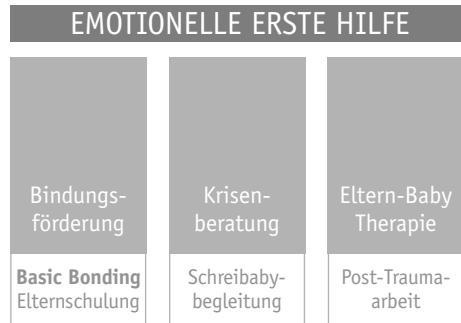 EMOTIONELLE ERSTE HILFE
Bindungs-
förderung
Basic Bonding
Elternschulung
Krisen-
beratung
Schreibaby-
begleitung
Eltern-Baby
Therapie
Post-Trauma-
arbeit